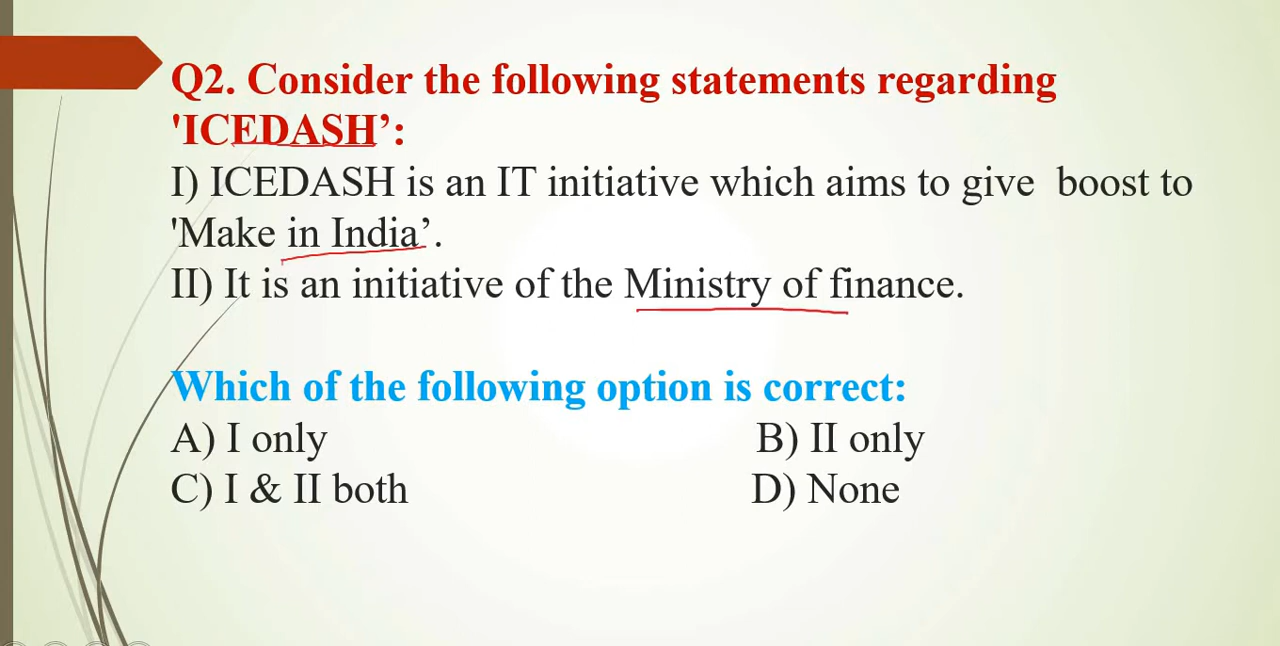 Q2. Consider the following statements regarding
'ICEDASH’:
I) ICEDASH is an IT initiative which aims to give  boost to
'Make in India’.
II) It is an initiative of the Ministry of finance.
Which of the following option is correct:
A) I only B) II only
C) I & II both D) None